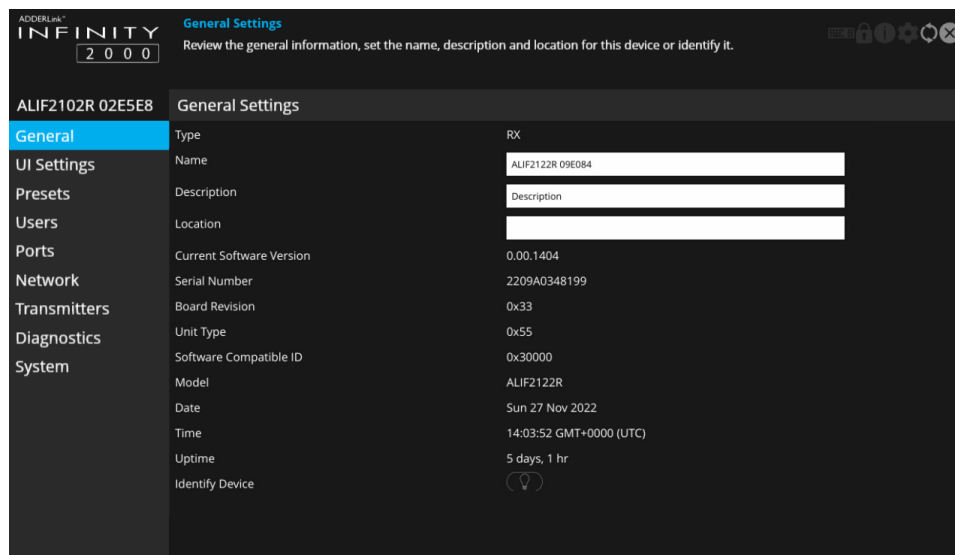 ADDERLink™
INFINITY
2000
General Settings
Review the general information, set the name, description and location for this device or identify it.
ALIF2102R 02E5E8
General
UI Settings
Presets
Users
Ports
Network
Transmitters
Diagnostics
System
General Settings
Type RX
Name ALIF2122R 09E084
Description Description
Location
Current Software Version 0.00.1404
Serial Number 2209A0348199
Board Revision 0x33
Unit Type 0x55
Software Compatible ID 0x30000
Model ALIF2122R
Date Sun 27 Nov 2022
Time 14:03:52 GMT+0000 (UTC)
Uptime 5 days, 1 hr
Identify Device